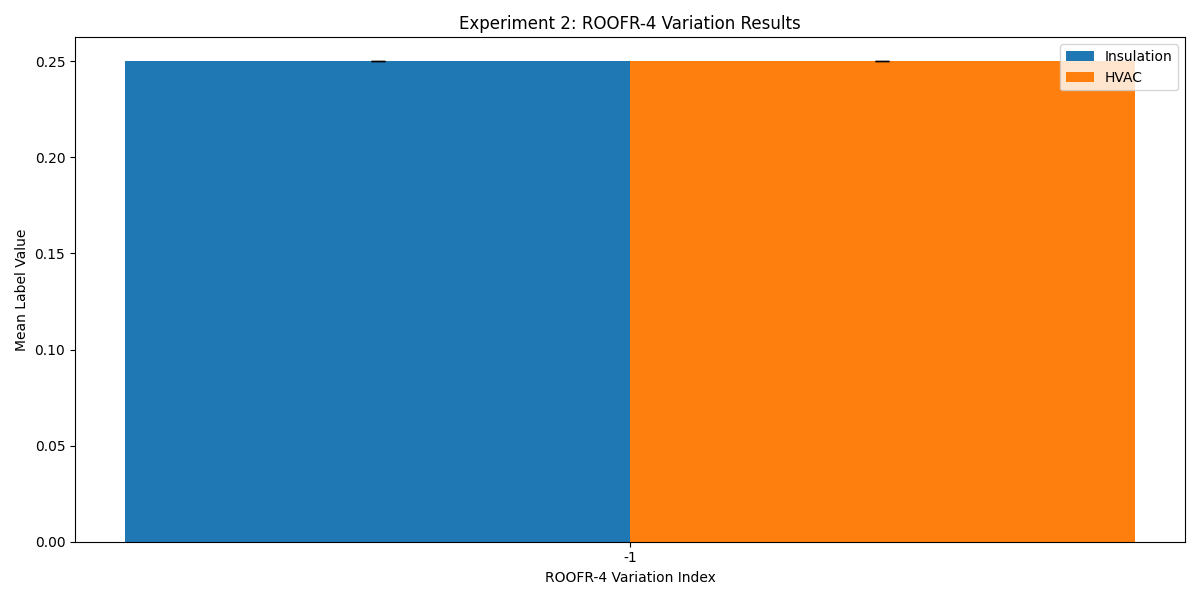 Experiment 2: ROOFR-4 Variation Results
Insulation
HVAC
0.25
0.20
0.15
0.10
0.05
0.00
Mean Label Value
-1
ROOFR-4 Variation Index